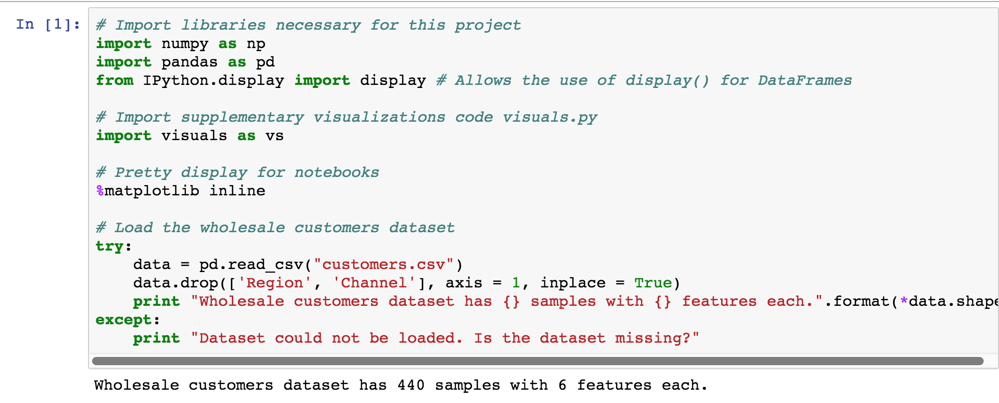 In [1]:
# Import libraries necessary for this project
import numpy as np
import pandas as pd
from IPython.display import display # Allows the use of display() for DataFrames
# Import supplementary visualizations code visuals.py
import visuals as vs
# Pretty display for notebooks
%matplotlib inline
# Load the wholesale customers dataset
try:
    data = pd.read_csv("customers.csv")
    data.drop(['Region', 'Channel'], axis = 1, inplace = True)
    print "Wholesale customers dataset has {} samples with {} features each.".format(*data.shape
except:
    print "Dataset could not be loaded. Is the dataset missing?"
Wholesale customers dataset has 440 samples with 6 features each.